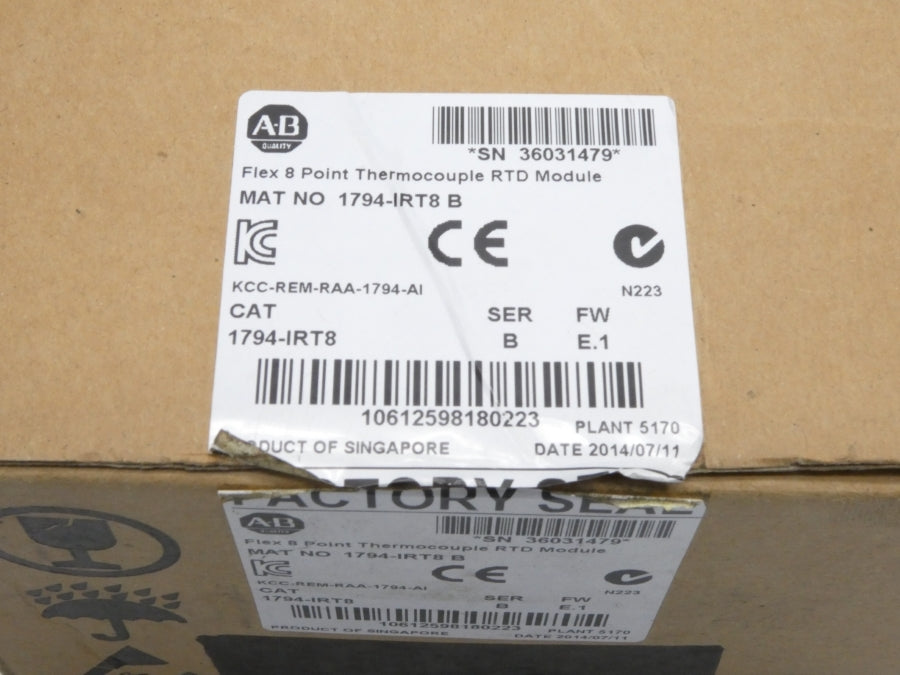 A·B
QUALITY
*SN 36031479*
Flex 8 Point Thermocouple RTD Module
MAT NO 1794-IRT8 B
KC
CE
KCC-REM-RAA-1794-AI
N223
CAT SER FW
1794-IRT8 B E.1
10612598180223
PLANT 5170
PRODUCT OF SINGAPORE DATE 2014/07/11
FACTORY SEAL
A·B
*SN 36031479*
Flex 8 Point Thermocouple RTD Module
MAT NO 1794-IRT8 B
KC
CE
KCC-REM-RAA-1794-AI
N223
CAT SER FW
1794-IRT8 B E.1
10612598180223
PLANT 5170
PRODUCT OF SINGAPORE DATE 2014/07/11